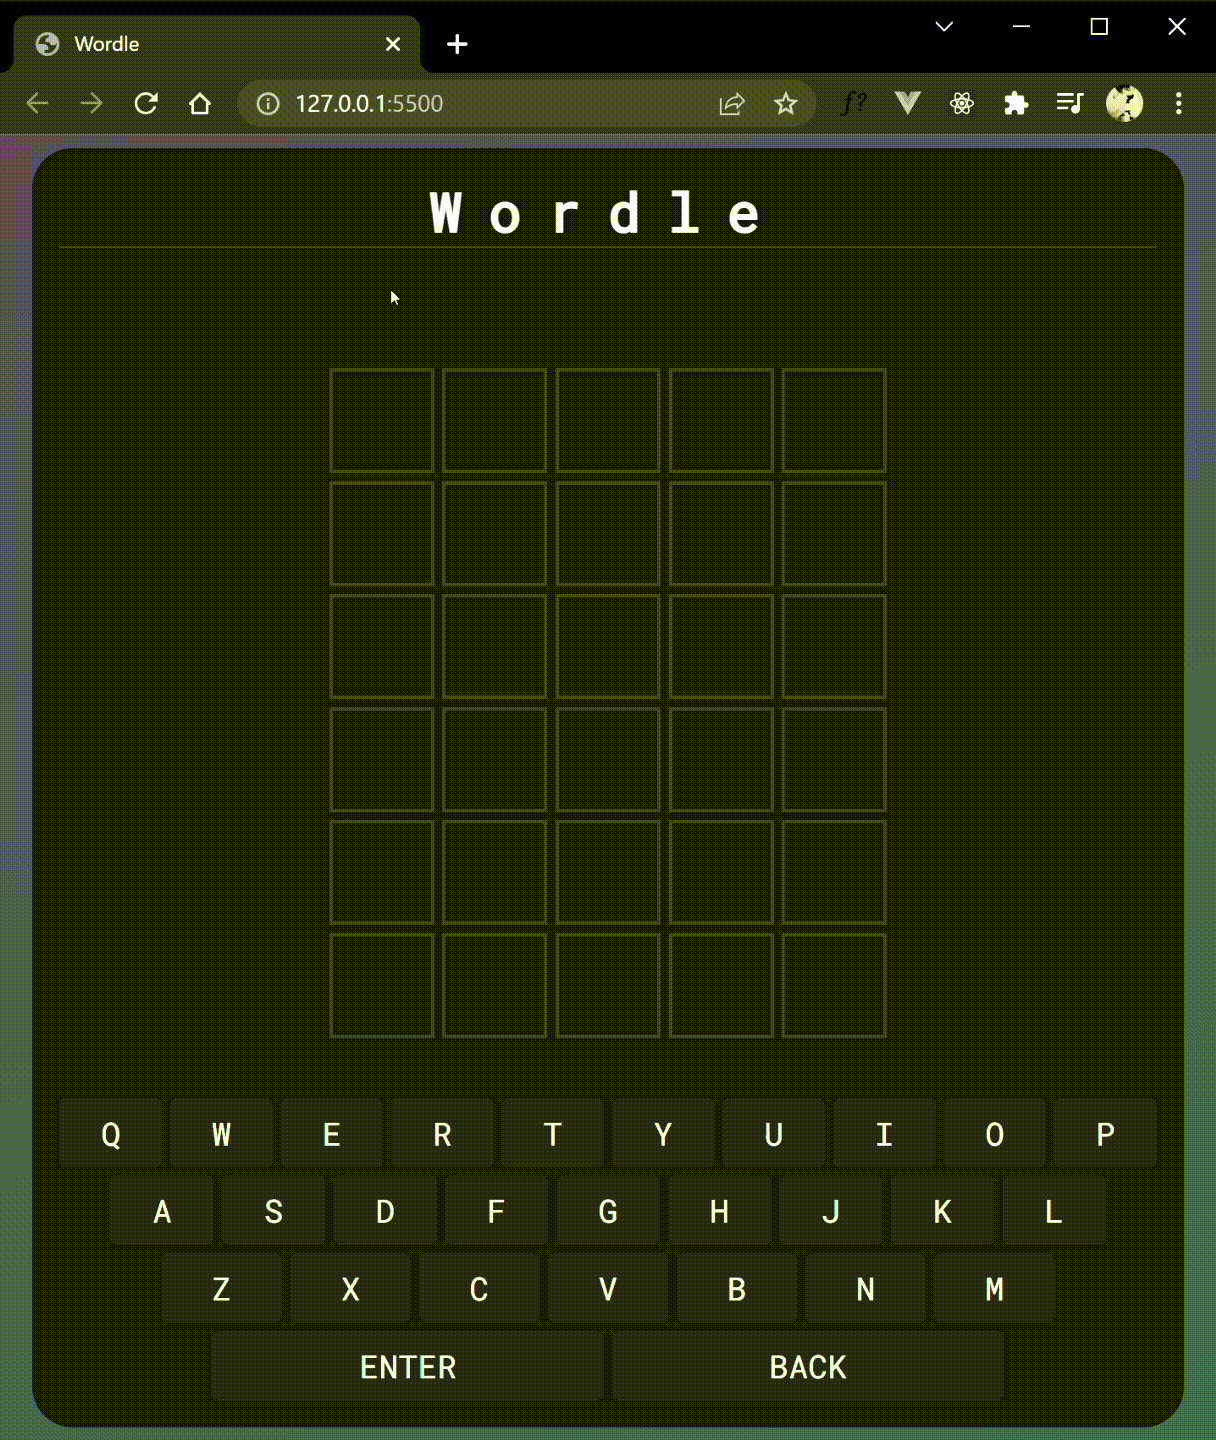 Wordle
127.0.0.1:5500
f?
Wordle
Q W E R T Y U I O P
A S D F G H J K L
Z X C V B N M
ENTER BACK